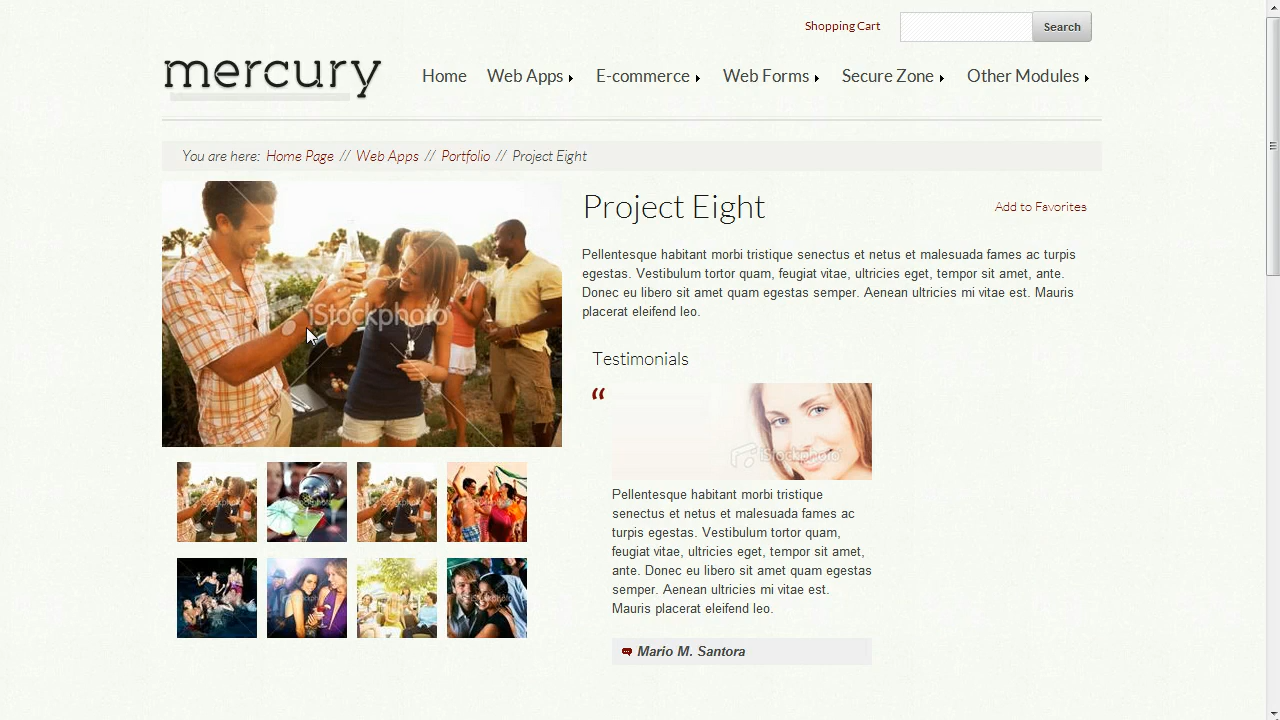 Shopping Cart
Search
mercury
Home Web Apps E-commerce Web Forms Secure Zone Other Modules
You are here: Home Page // Web Apps // Portfolio // Project Eight
iStockphoto
Project Eight
Add to Favorites
Pellentesque habitant morbi tristique senectus et netus et malesuada fames ac turpis
egestas. Vestibulum tortor quam, feugiat vitae, ultricies eget, tempor sit amet, ante.
Donec eu libero sit amet quam egestas semper. Aenean ultricies mi vitae est. Mauris
placerat eleifend leo.
Testimonials
“
iStockphoto
Pellentesque habitant morbi tristique
senectus et netus et malesuada fames ac
turpis egestas. Vestibulum tortor quam,
feugiat vitae, ultricies eget, tempor sit amet,
ante. Donec eu libero sit amet quam egestas
semper. Aenean ultricies mi vitae est.
Mauris placerat eleifend leo.
Mario M. Santora